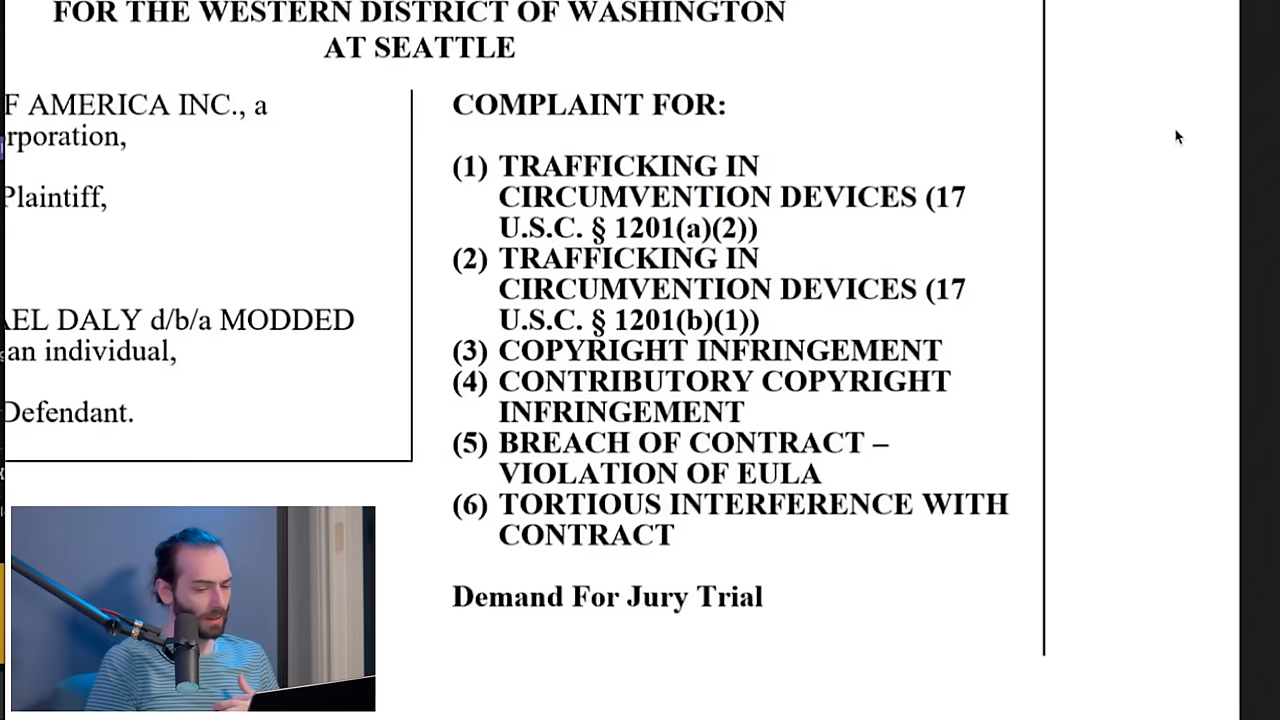 FOR THE WESTERN DISTRICT OF WASHINGTON
AT SEATTLE
F AMERICA INC., a
rporation,
Plaintiff,
AEL DALY d/b/a MODDED
an individual,
Defendant.
COMPLAINT FOR:
(1) TRAFFICKING IN
CIRCUMVENTION DEVICES (17
U.S.C. § 1201(a)(2))
(2) TRAFFICKING IN
CIRCUMVENTION DEVICES (17
U.S.C. § 1201(b)(1))
(3) COPYRIGHT INFRINGEMENT
(4) CONTRIBUTORY COPYRIGHT
INFRINGEMENT
(5) BREACH OF CONTRACT –
VIOLATION OF EULA
(6) TORTIOUS INTERFERENCE WITH
CONTRACT
Demand For Jury Trial